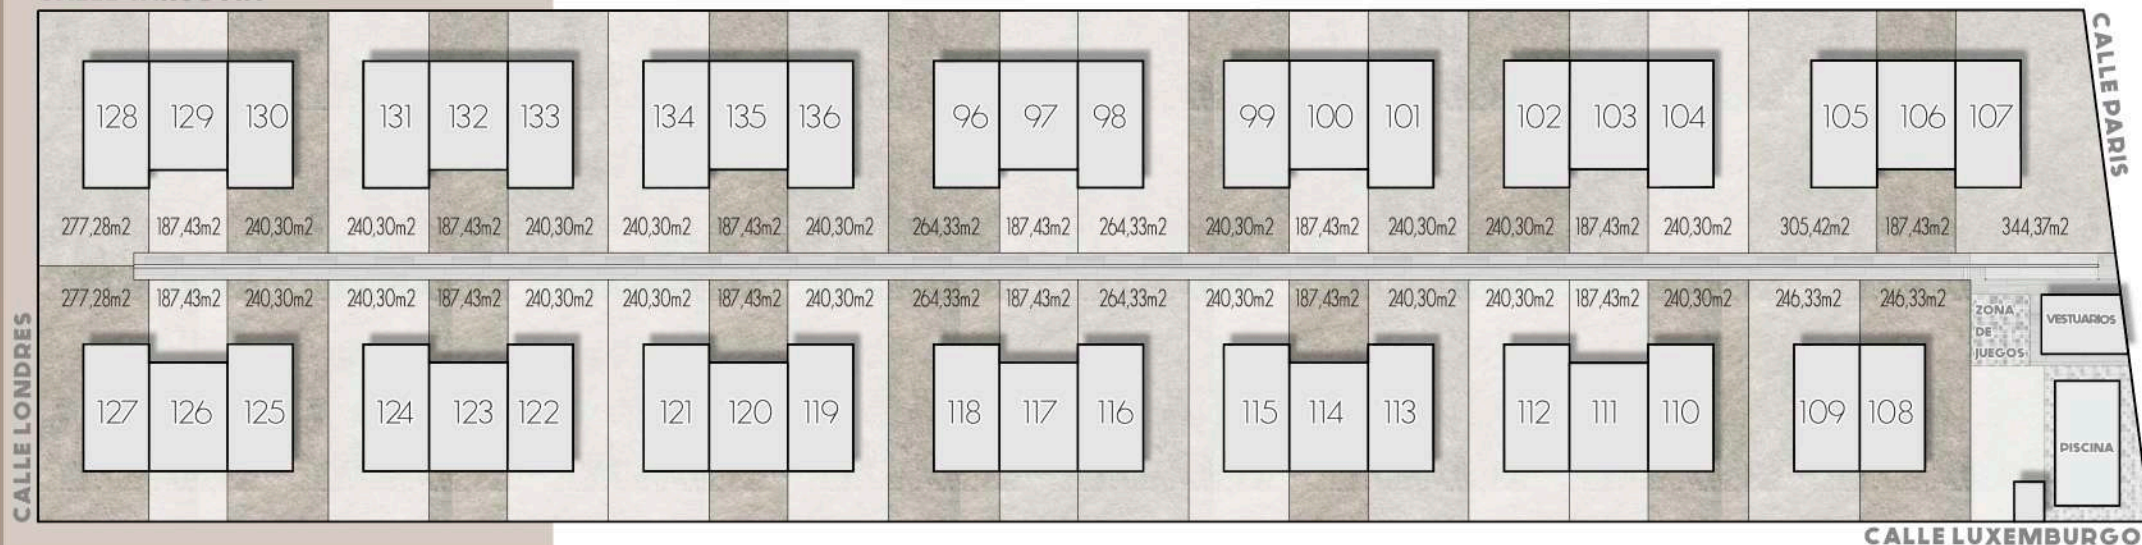 CALLE PARIS
128 129 130 131 132 133 134 135 136 96 97 98 99 100 101 102 103 104 105 106 107
277,28m2 187,43m2 240,30m2 240,30m2 187,43m2 240,30m2 240,30m2 187,43m2 240,30m2 264,33m2 187,43m2 264,33m2 240,30m2 187,43m2 240,30m2 240,30m2 187,43m2 240,30m2 305,42m2 187,43m2 344,37m2
277,28m2 187,43m2 240,30m2 240,30m2 187,43m2 240,30m2 240,30m2 187,43m2 240,30m2 264,33m2 187,43m2 264,33m2 240,30m2 187,43m2 240,30m2 240,30m2 187,43m2 240,30m2 246,33m2 246,33m2
ZONA
DE
JUEGOS
VESTUARIOS
127 126 125 124 123 122 121 120 119 118 117 116 115 114 113 112 111 110 109 108
PISCINA
CALLE LONDRES
CALLE LUXEMBURGO